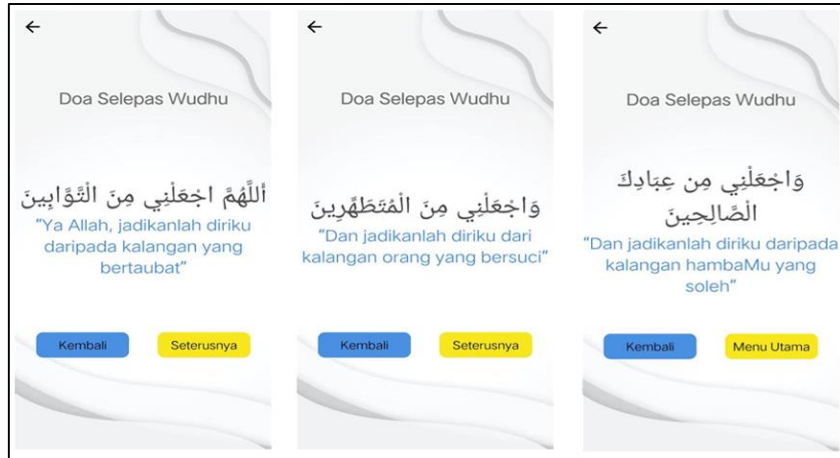 ←
Doa Selepas Wudhu
أللَّهُمَّ اجْعَلْنِي مِنَ الْتَّوَّابِينَ
"Ya Allah, jadikanlah diriku
daripada kalangan yang
bertaubat"
Kembali
Seterusnya
←
Doa Selepas Wudhu
وَاجْعَلْنِي مِنَ الْمُتَطَهِّرِينَ
"Dan jadikanlah diriku dari
kalangan orang yang bersuci"
Kembali
Seterusnya
←
Doa Selepas Wudhu
وَاجْعَلْنِي مِن عِبَادِكَ
الْصَّالِحِينَ
"Dan jadikanlah diriku daripada
kalangan hambaMu yang
soleh"
Kembali
Menu Utama